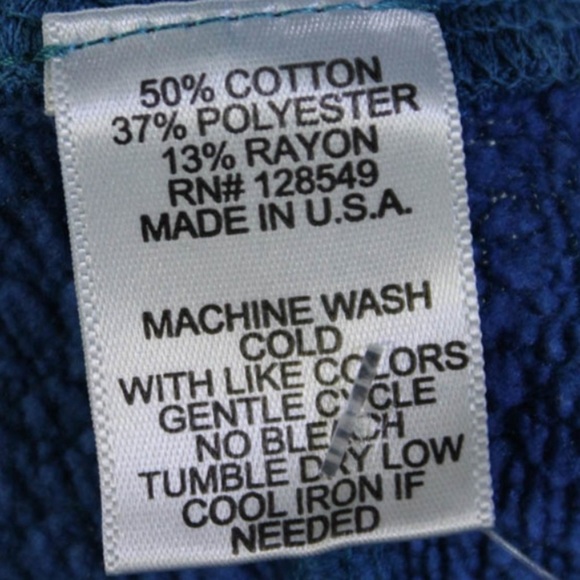 50% COTTON
37% POLYESTER
13% RAYON
RN# 128549
MADE IN U.S.A.
MACHINE WASH
COLD
WITH LIKE COLORS
GENTLE CYCLE
NO BLEACH
TUMBLE DRY LOW
COOL IRON IF
NEEDED